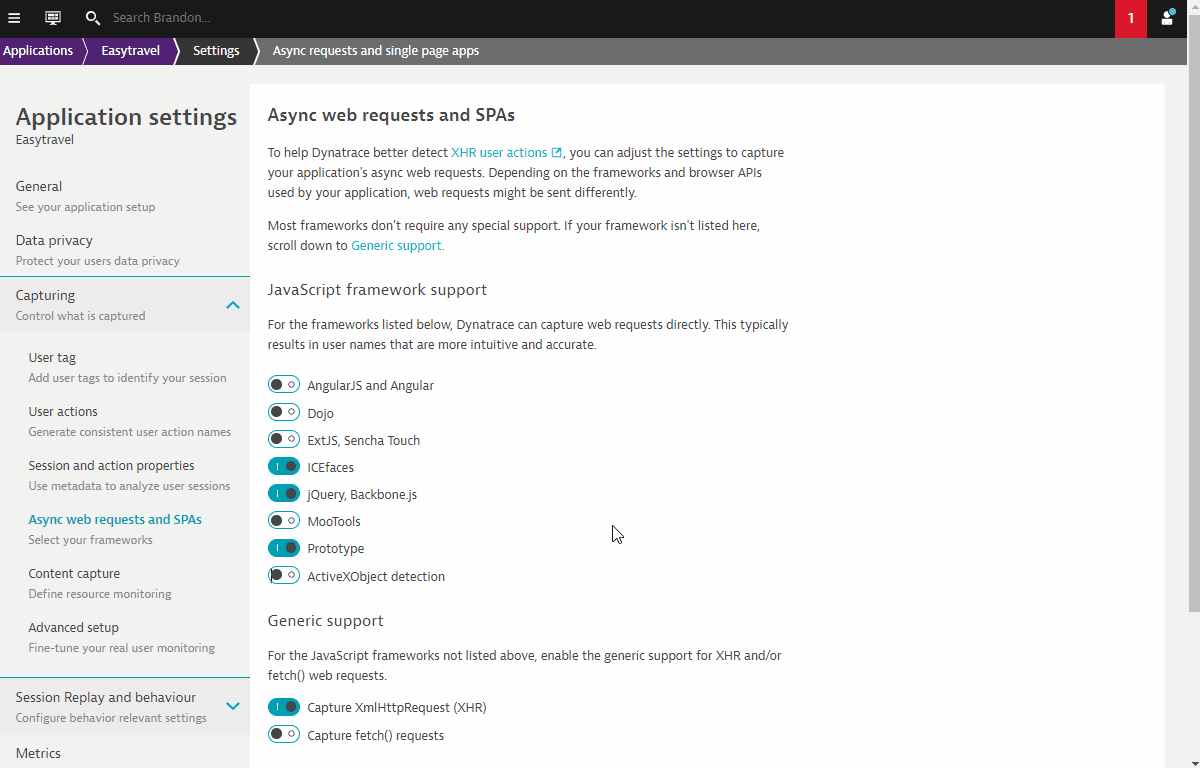 Search Brandon...
1
Applications
Easytravel
Settings
Async requests and single page apps
Application settings
Easytravel
General
See your application setup
Data privacy
Protect your users data privacy
Capturing
Control what is captured
User tag
Add user tags to identify your session
User actions
Generate consistent user action names
Session and action properties
Use metadata to analyze user sessions
Async web requests and SPAs
Select your frameworks
Content capture
Define resource monitoring
Advanced setup
Fine-tune your real user monitoring
Session Replay and behaviour
Configure behavior relevant settings
Metrics
Async web requests and SPAs
To help Dynatrace better detect XHR user actions , you can adjust the settings to capture
your application's async web requests. Depending on the frameworks and browser APIs
used by your application, web requests might be sent differently.
Most frameworks don't require any special support. If your framework isn't listed here,
scroll down to Generic support.
JavaScript framework support
For the frameworks listed below, Dynatrace can capture web requests directly. This typically
results in user names that are more intuitive and accurate.
AngularJS and Angular
Dojo
ExtJS, Sencha Touch
ICEfaces
jQuery, Backbone.js
MooTools
Prototype
ActiveXObject detection
Generic support
For the JavaScript frameworks not listed above, enable the generic support for XHR and/or
fetch() web requests.
Capture XmlHttpRequest (XHR)
Capture fetch() requests